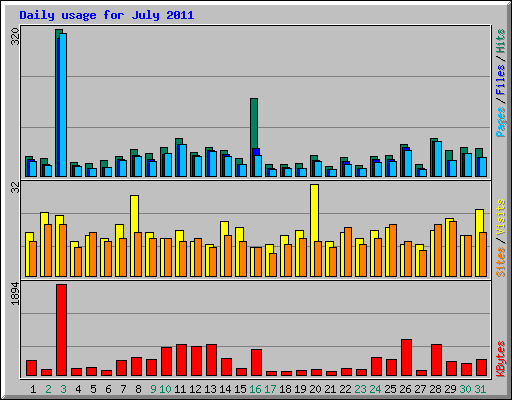 Daily usage for July 2011
320
Pages / Files / Hits
32
Sites / Visits
1894
KBytes
1 2 3 4 5 6 7 8 9 10 11 12 13 14 15 16 17 18 19 20 21 22 23 24 25 26 27 28 29 30 31